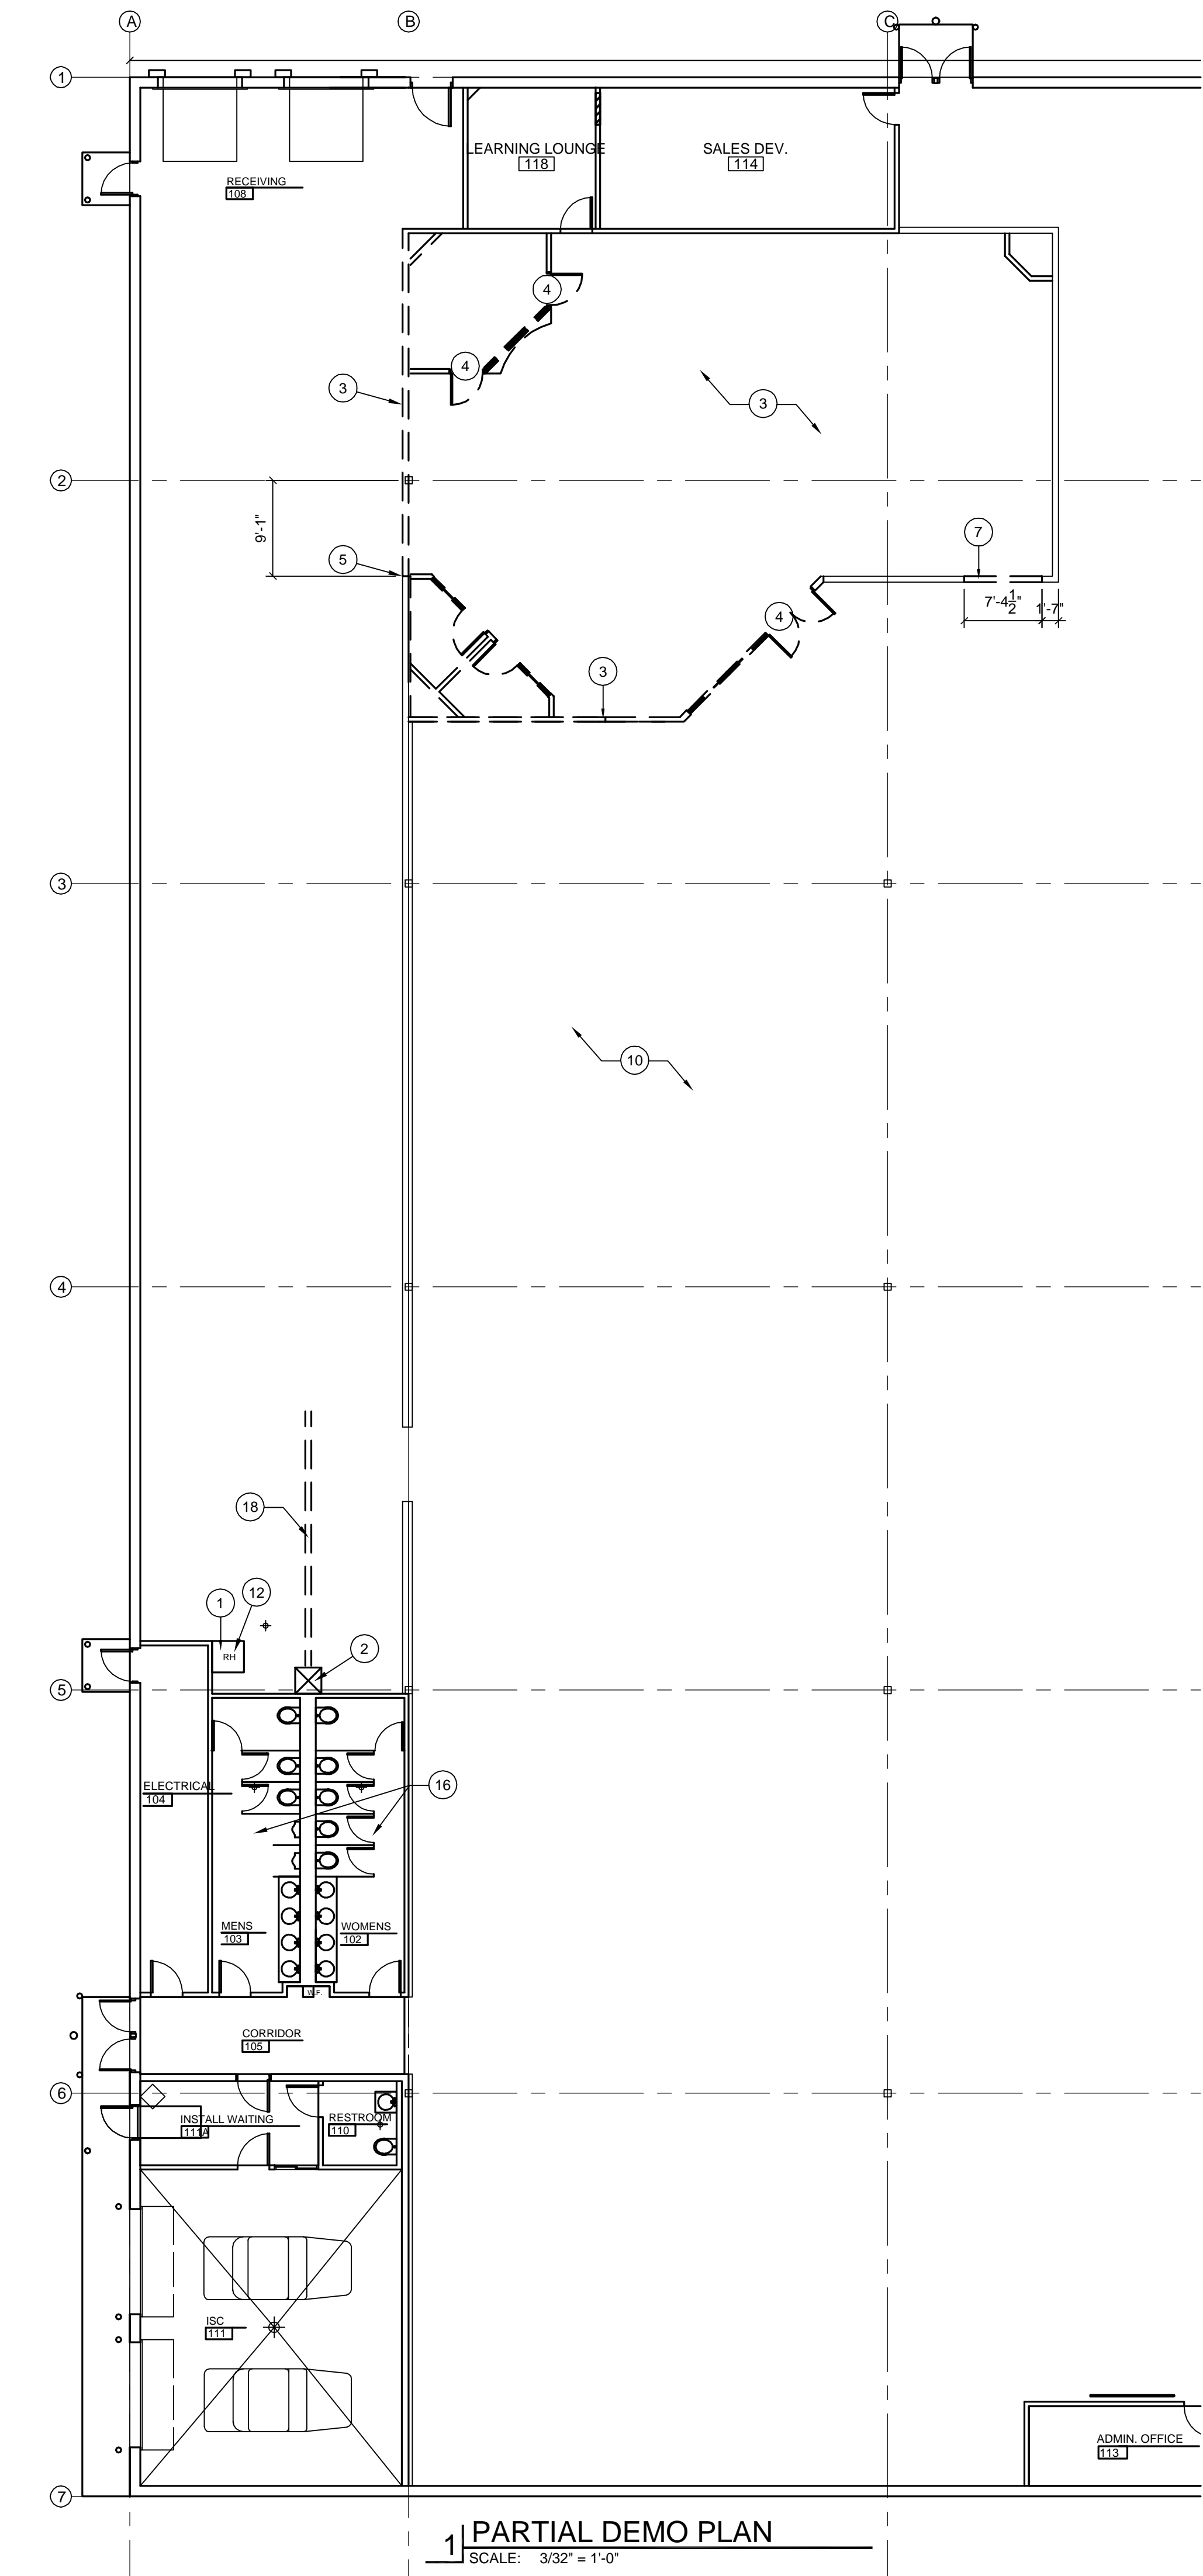 A
B
C
1
LEARNING LOUNGE
118
SALES DEV.
114
RECEIVING
108
4
4
3
3
2
9'-1"
5
7
7'-4 1/2"
1'-7"
4
3
3
10
4
18
1
12
RH
2
5
ELECTRICAL
104
16
MENS
103
WOMENS
102
W.F.
CORRIDOR
105
6
INSTALL WAITING
111A
RESTROOM
110
ISC
111
ADMIN. OFFICE
113
7
1
PARTIAL DEMO PLAN
SCALE: 3/32" = 1'-0"